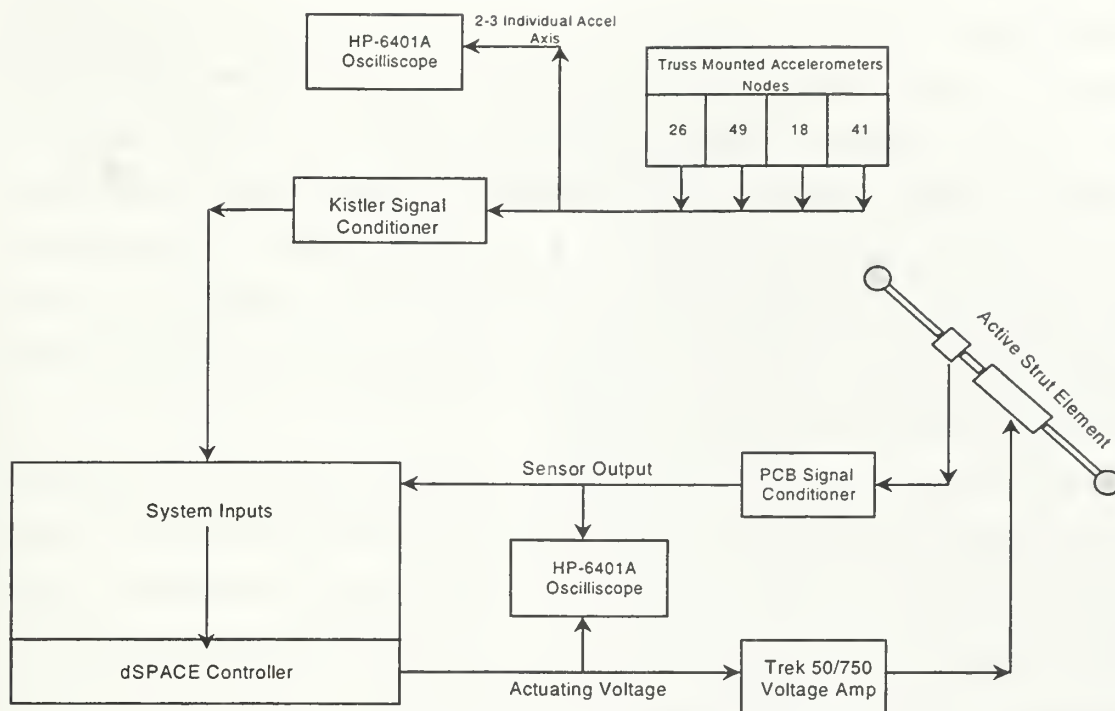 2-3 Individual Accel
Axis
HP-6401A
Oscilliscope
Truss Mounted Accelerometers
Nodes
26 49 18 41
Kistler Signal
Conditioner
Active Strut Element
Sensor Output
PCB Signal
Conditioner
System Inputs
HP-6401A
Oscilliscope
dSPACE Controller
Actuating Voltage
Trek 50/750
Voltage Amp